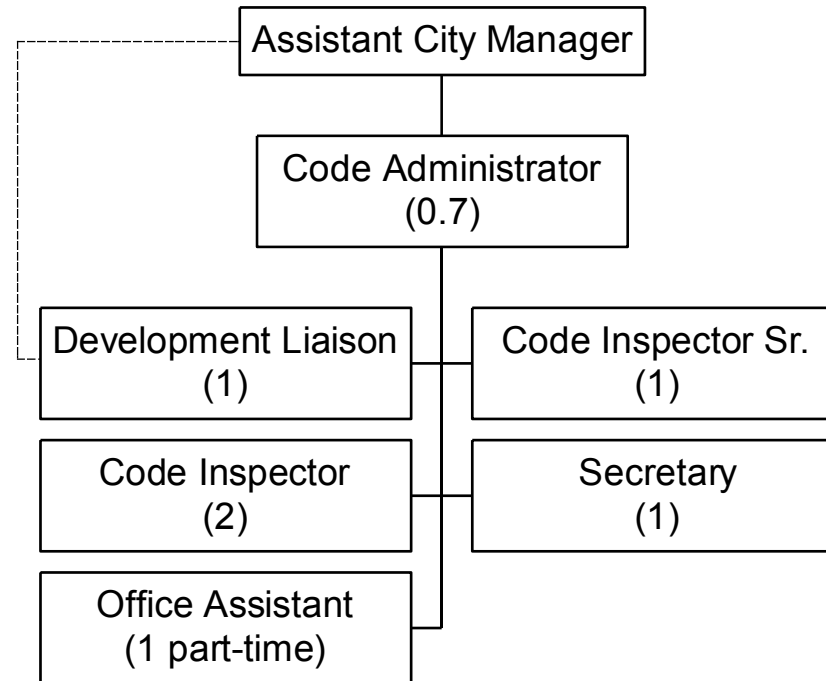 Assistant City Manager
Code Administrator
(0.7)
Development Liaison
(1)
Code Inspector Sr.
(1)
Code Inspector
(2)
Secretary
(1)
Office Assistant
(1 part-time)